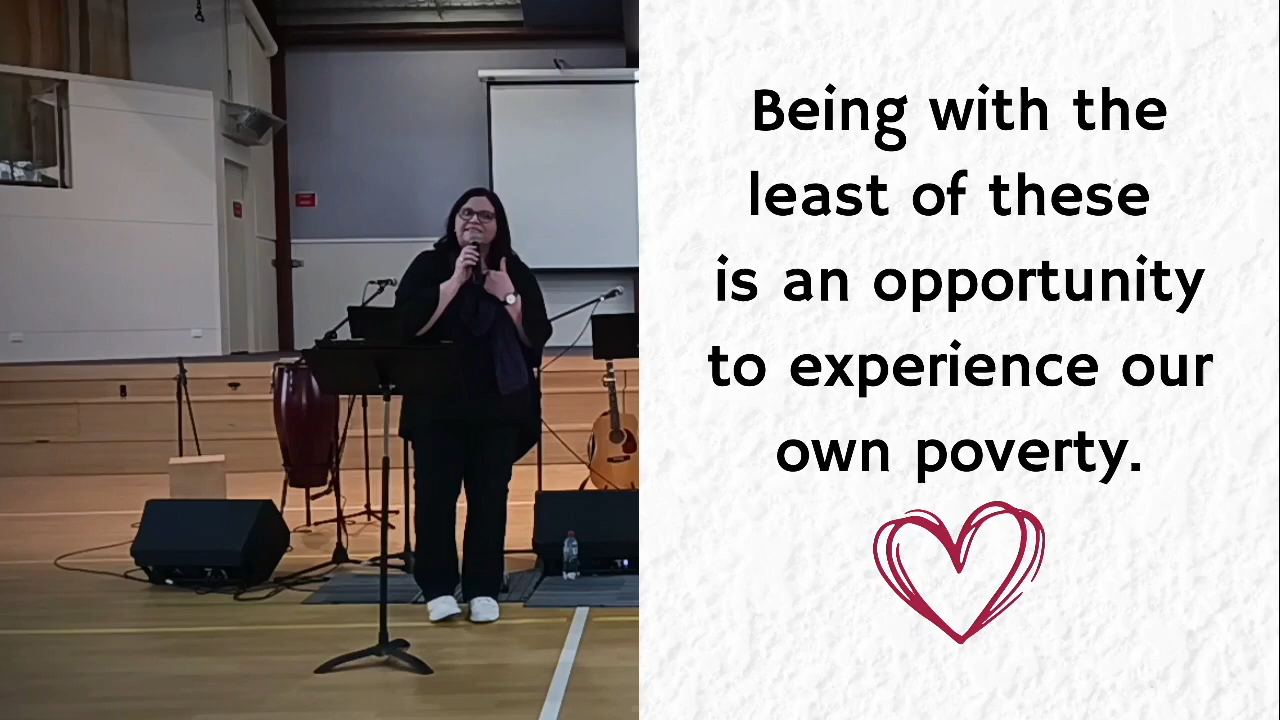 Being with the
least of these
is an opportunity
to experience our
own poverty.